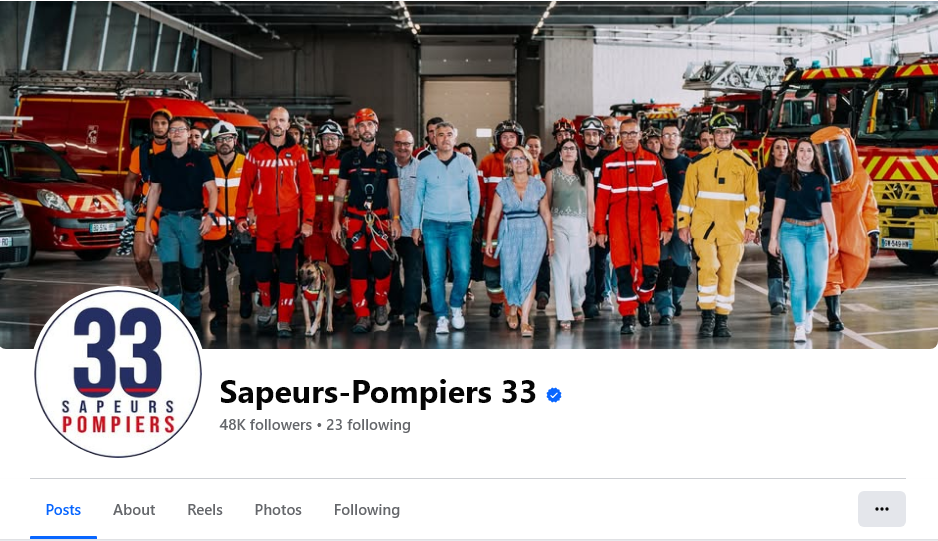 33
SAPEURS
POMPIERS
Sapeurs-Pompiers 33
48K followers • 23 following
Posts
About
Reels
Photos
Following